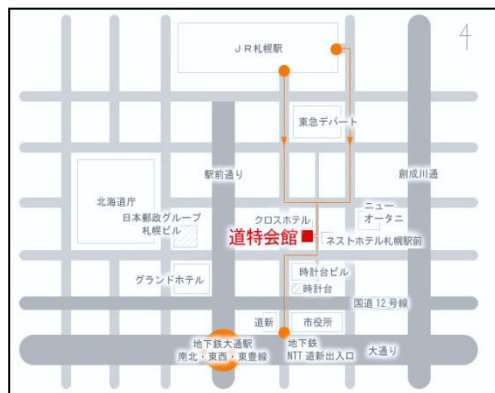 JR札幌駅
東急デパート
駅前通り
創成川通
北海道庁
日本郵政グループ
札幌ビル
クロスホテル
ニュー
オータニ
道特会館
ネストホテル札幌駅前
グランドホテル
時計台ビル
時計台
国道12号線
道新
市役所
地下鉄大通駅
南北・東西・東豊線
地下鉄
NTT道新出入口
大通り